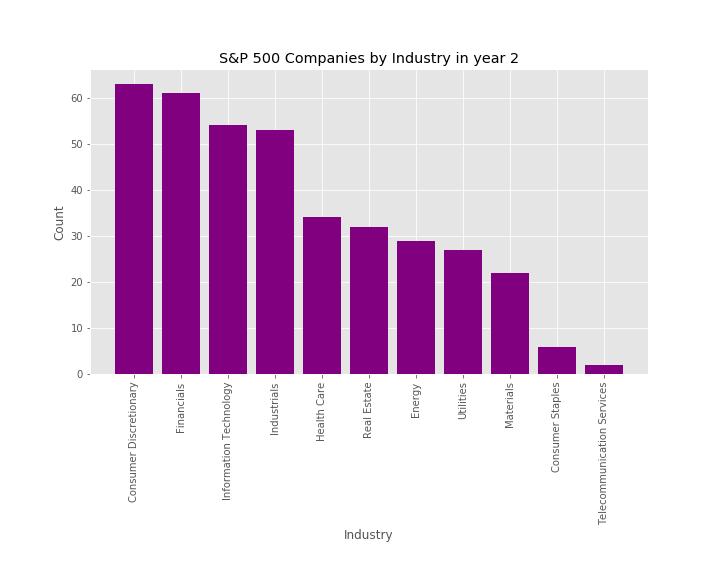 S&P 500 Companies by Industry in year 2
Count
60
50
40
30
20
10
0
Consumer Discretionary
Financials
Information Technology
Industrials
Health Care
Real Estate
Energy
Utilities
Materials
Consumer Staples
Telecommunication Services
Industry